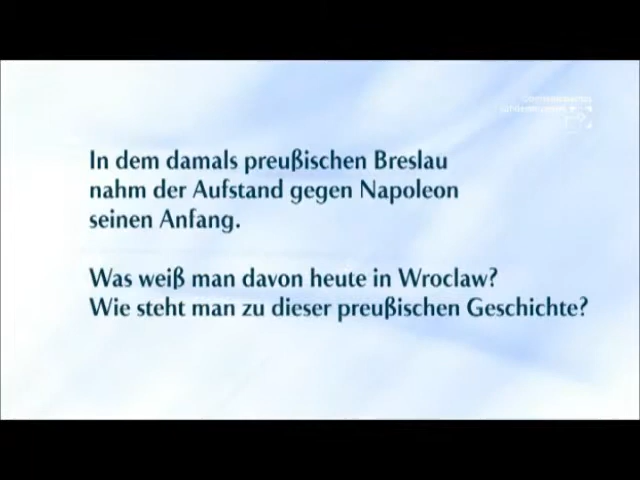 In dem damals preußischen Breslau
nahm der Aufstand gegen Napoleon
seinen Anfang.
Was weiß man davon heute in Wroclaw?
Wie steht man zu dieser preußischen Geschichte?